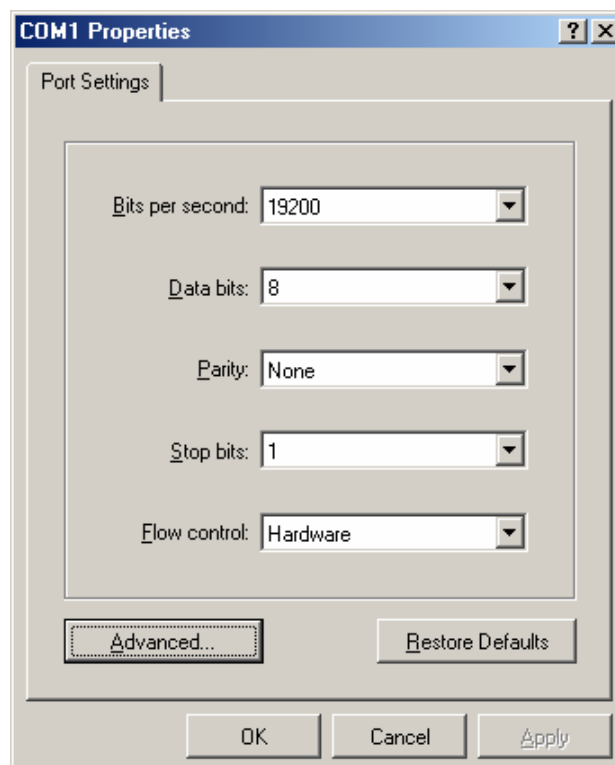 COM1 Properties
Port Settings
Bits per second: 19200
Data bits: 8
Parity: None
Stop bits: 1
Flow control: Hardware
Advanced... Restore Defaults
OK Cancel Apply